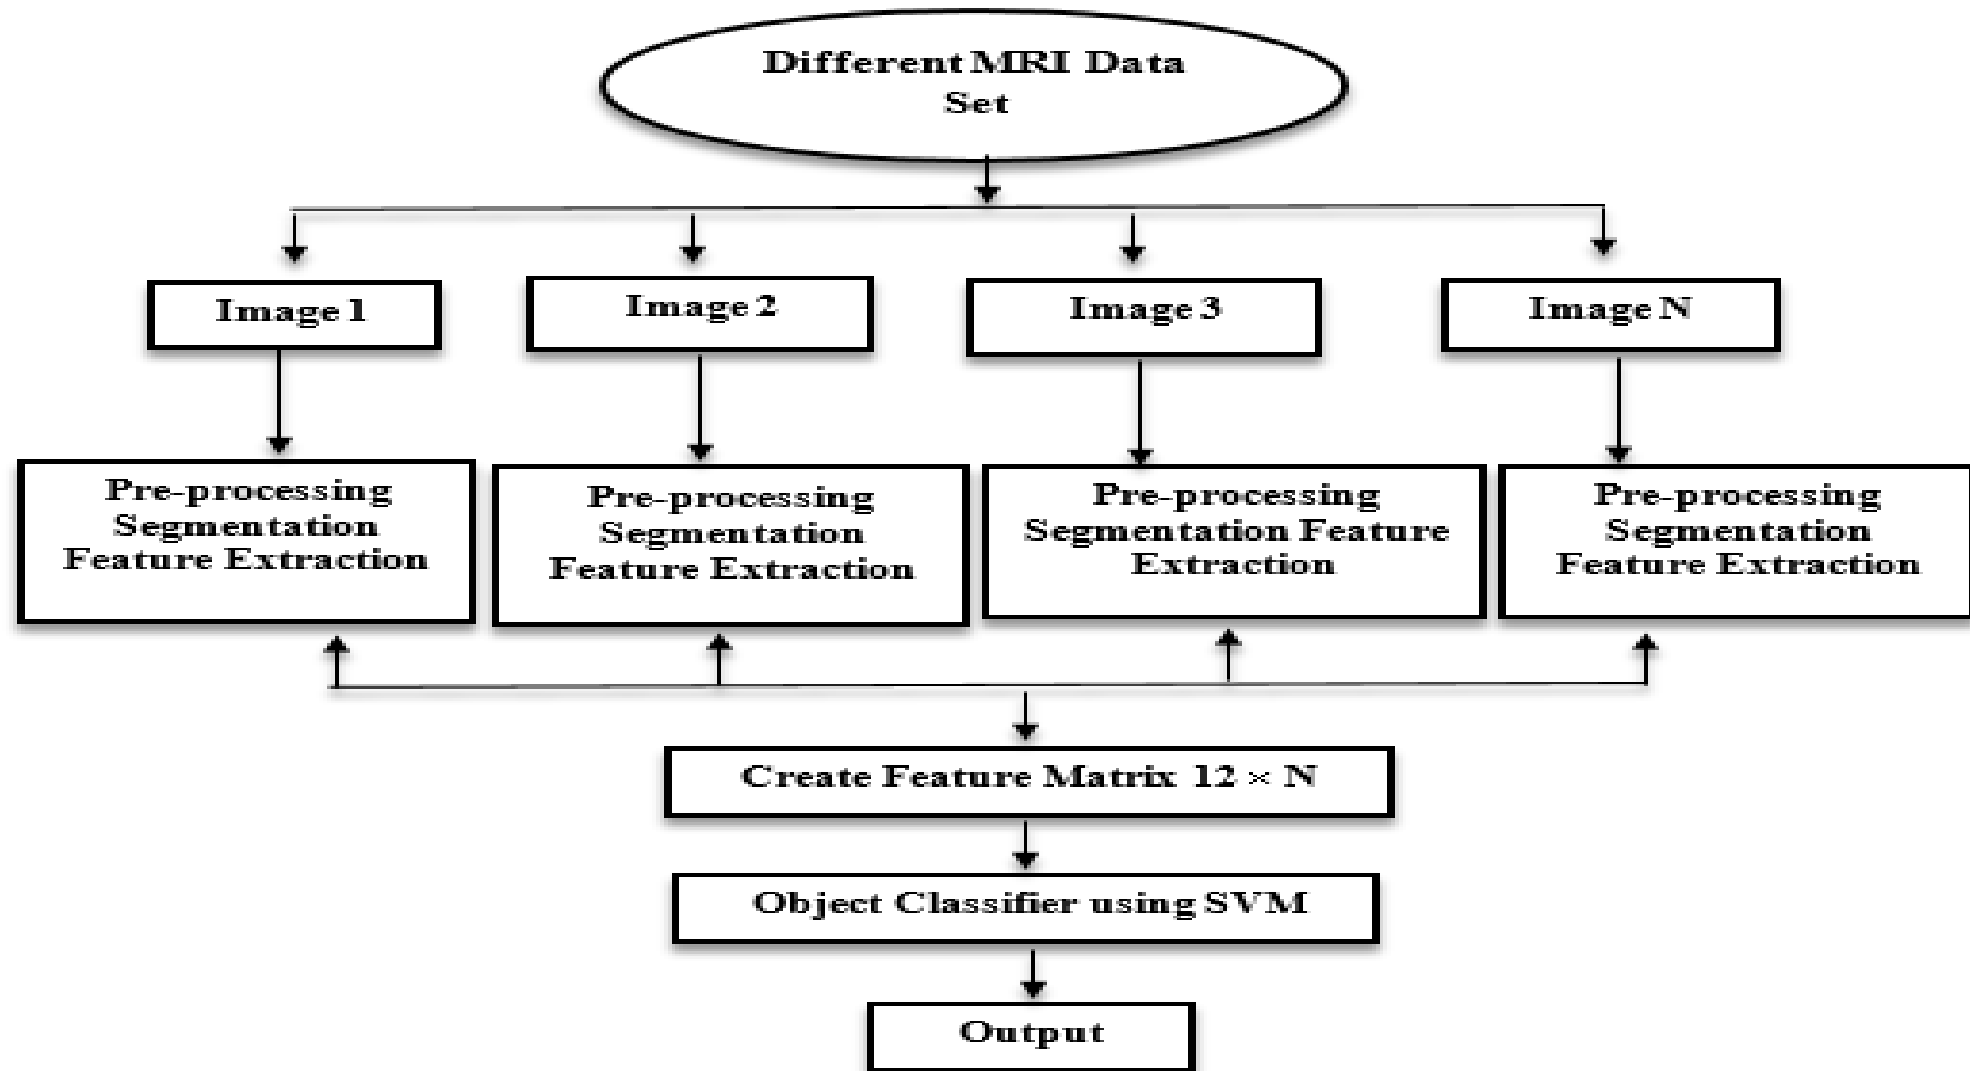 Different MRI Data
Set
Image 1
Image 2
Image 3
Image N
Pre-processing
Segmentation
Feature Extraction
Pre-processing
Segmentation
Feature Extraction
Pre-processing
Segmentation Feature
Extraction
Pre-processing
Segmentation
Feature Extraction
Create Feature Matrix 12 × N
Object Classifier using SVM
Output